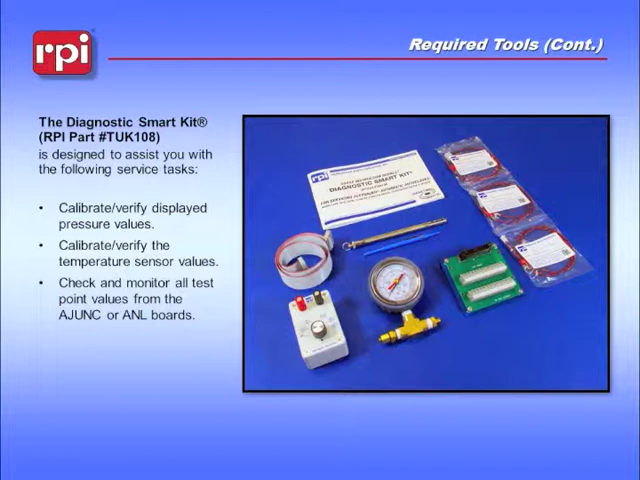 rpi
Required Tools (Cont.)
The Diagnostic Smart Kit®
(RPI Part #TUK108)
is designed to assist you with
the following service tasks:
• Calibrate/verify displayed
pressure values.
• Calibrate/verify the
temperature sensor values.
• Check and monitor all test
point values from the
AJUNC or ANL boards.
rpi
DIAGNOSTIC SMART KIT